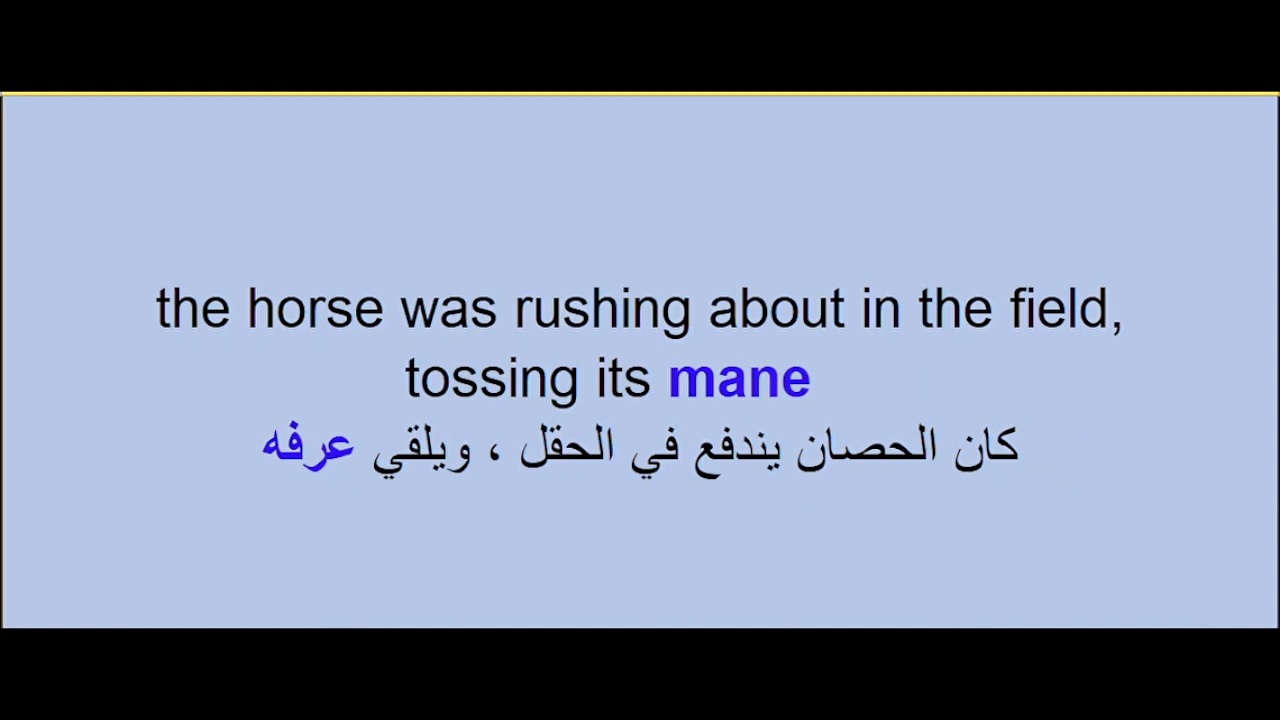 the horse was rushing about in the field,
tossing its mane
كان الحصان يندفع في الحقل ، ويلقي عرفه